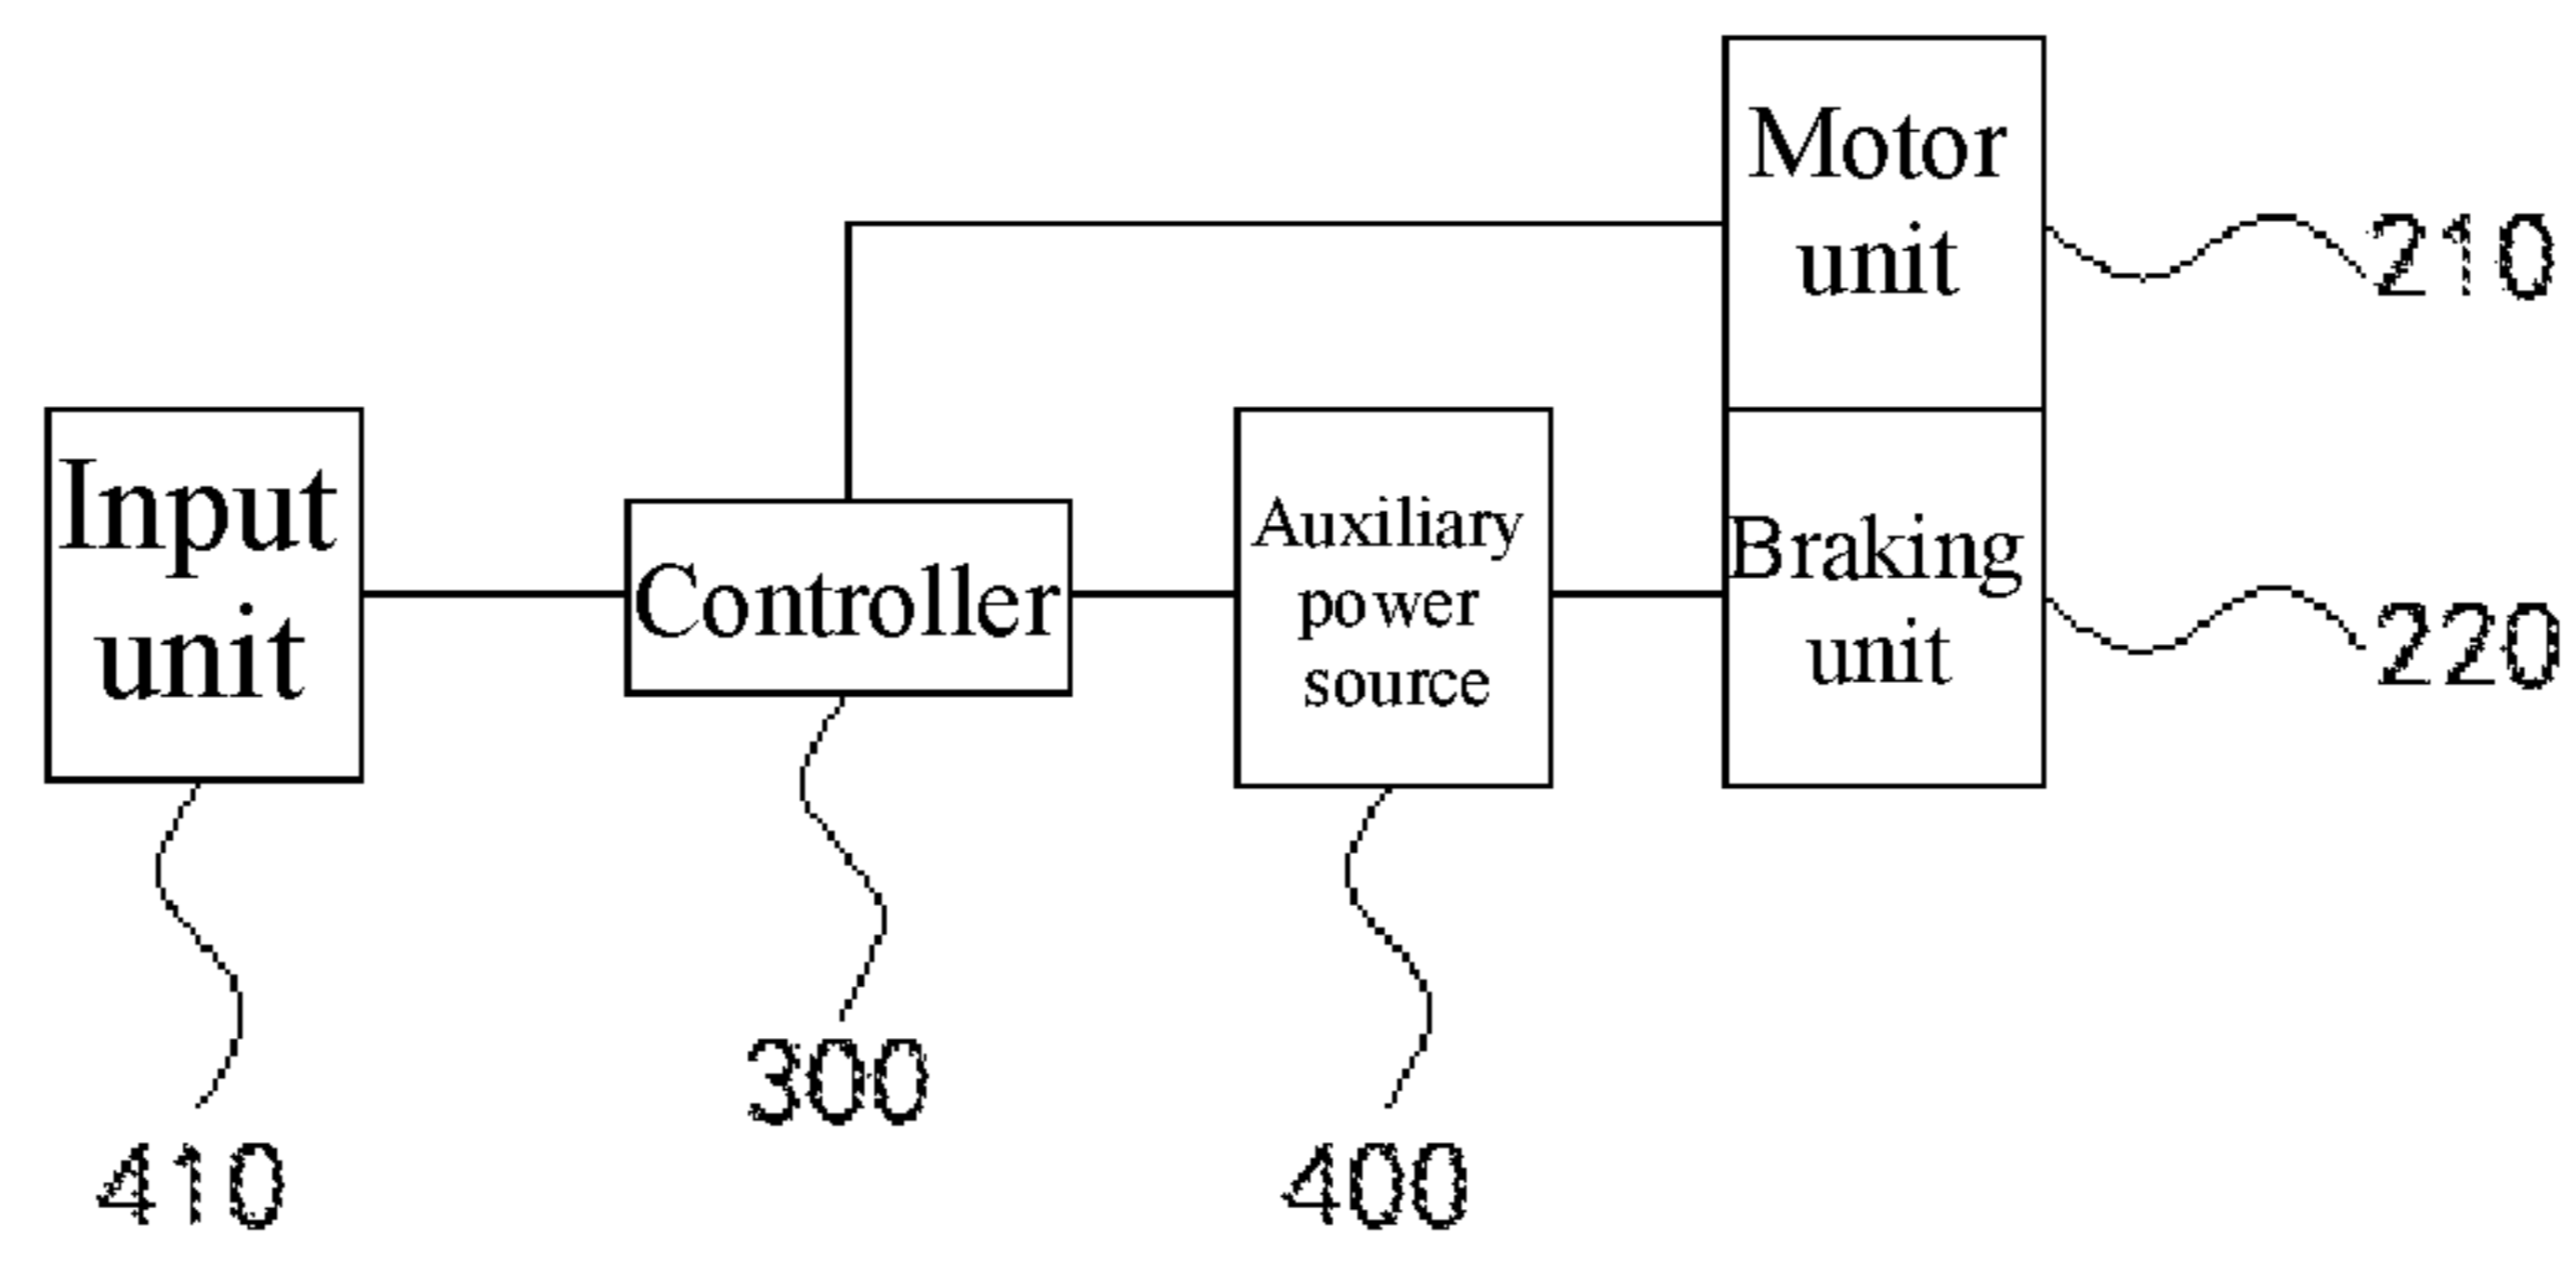 Motor
unit
210
Input
unit
Controller
Auxiliary
power
source
Braking
unit
220
300
410
400